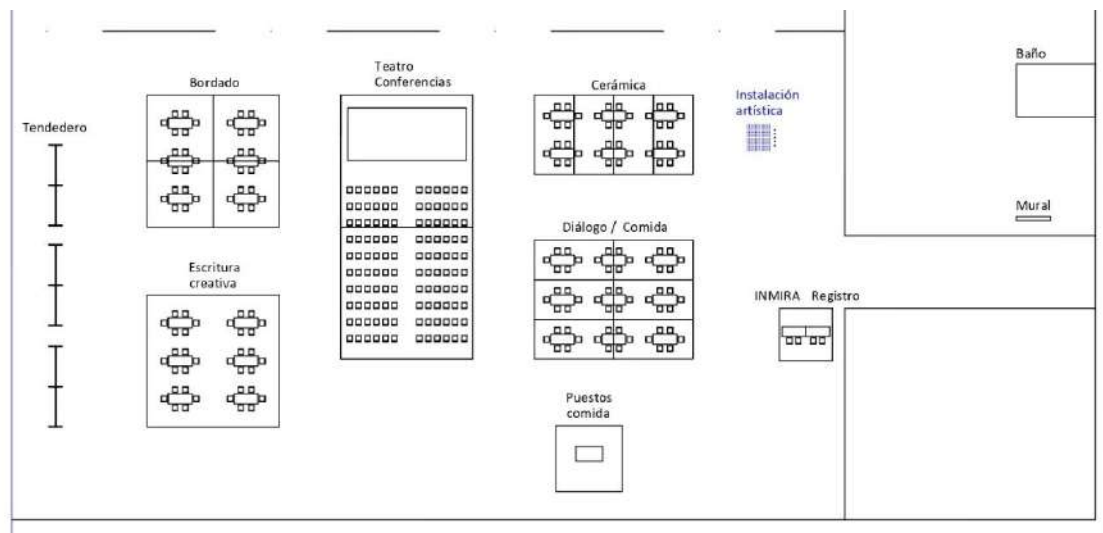 Teatro
Conferencias
Baño
Bordado
Cerámica
Instalación
artística
Tendedero
Mural
Diálogo / Comida
Escritura
creativa
INMIRA Registro
Puestos
comida